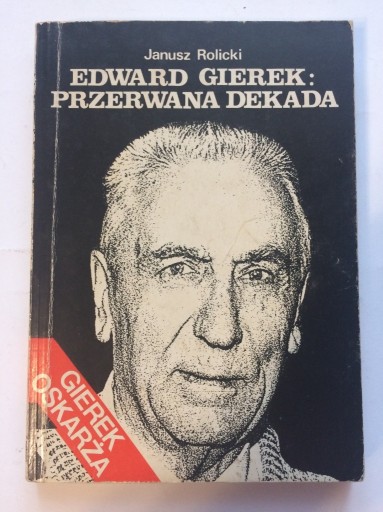 Janusz Rolicki
EDWARD GIEREK:
PRZERWANA DEKADA
GIEREK
OSKARŻA